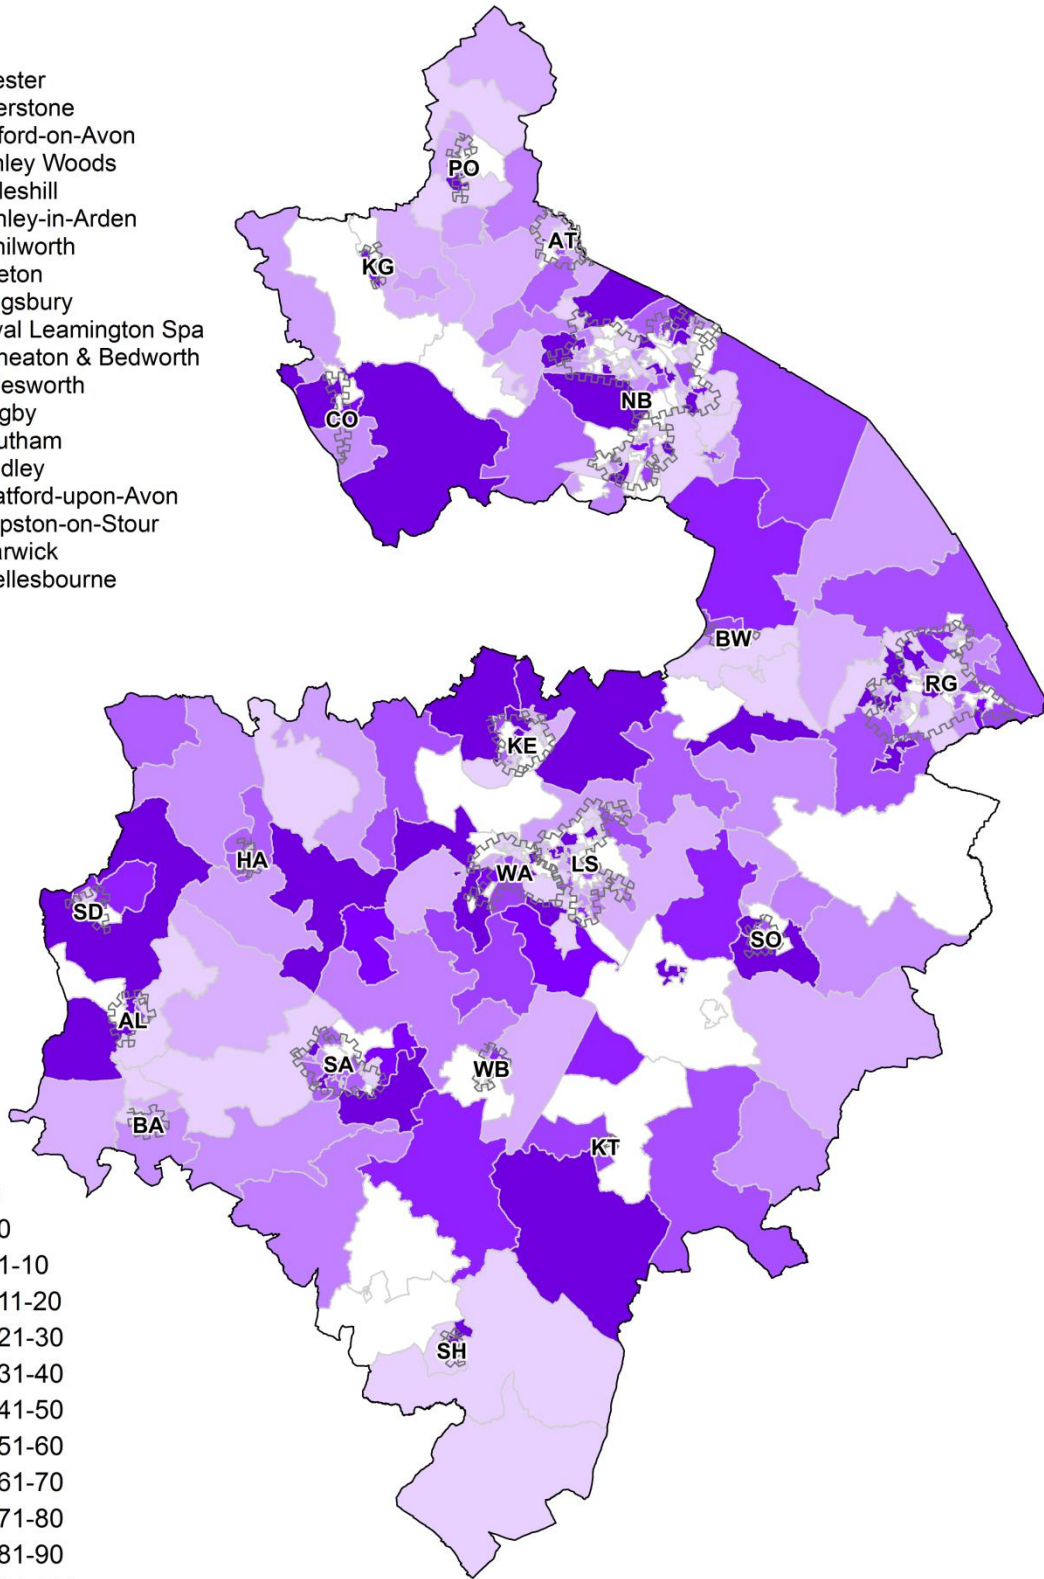 ester
erstone
ford-on-Avon
nley Woods
leshill
nley-in-Arden
nilworth
eton
gsbury
yal Leamington Spa
neaton & Bedworth
lesworth
gby
utham
dley
atford-upon-Avon
pston-on-Stour
arwick
ellesbourne
PO
AT
KG
NB
CO
BW
RG
KE
HA
WA
LS
SD
SO
AL
SA
WB
BA
KT
SH
0
1-10
11-20
21-30
31-40
41-50
51-60
61-70
71-80
81-90